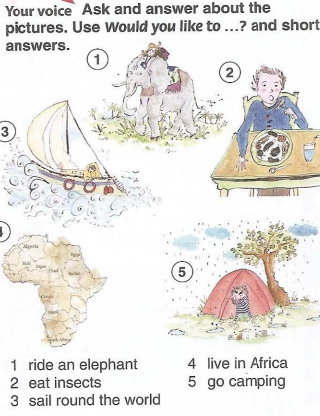 Your voice Ask and answer about the
pictures. Use Would you like to ...? and short
answers.
1
2
3
4
Algeria
5
1 ride an elephant
2 eat insects
3 sail round the world
4 live in Africa
5 go camping